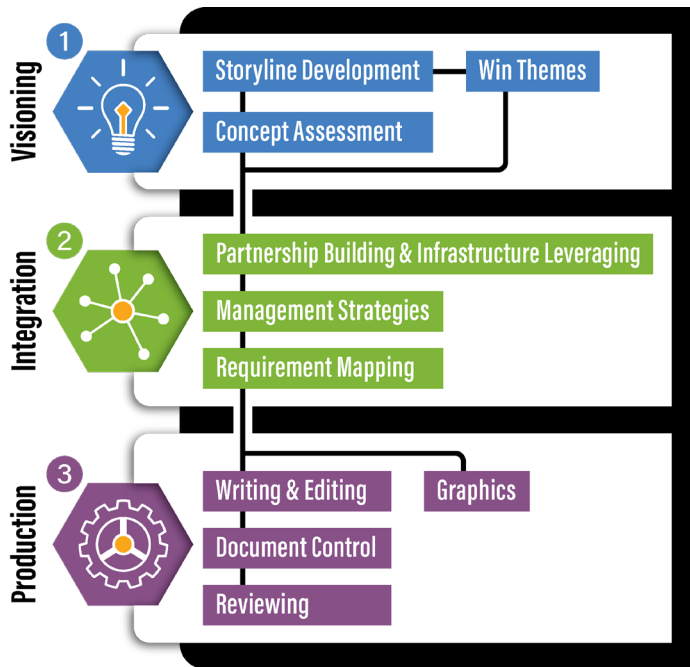 1
Visioning
Storyline Development
Win Themes
Concept Assessment
2
Integration
Partnership Building & Infrastructure Leveraging
Management Strategies
Requirement Mapping
3
Production
Writing & Editing
Graphics
Document Control
Reviewing